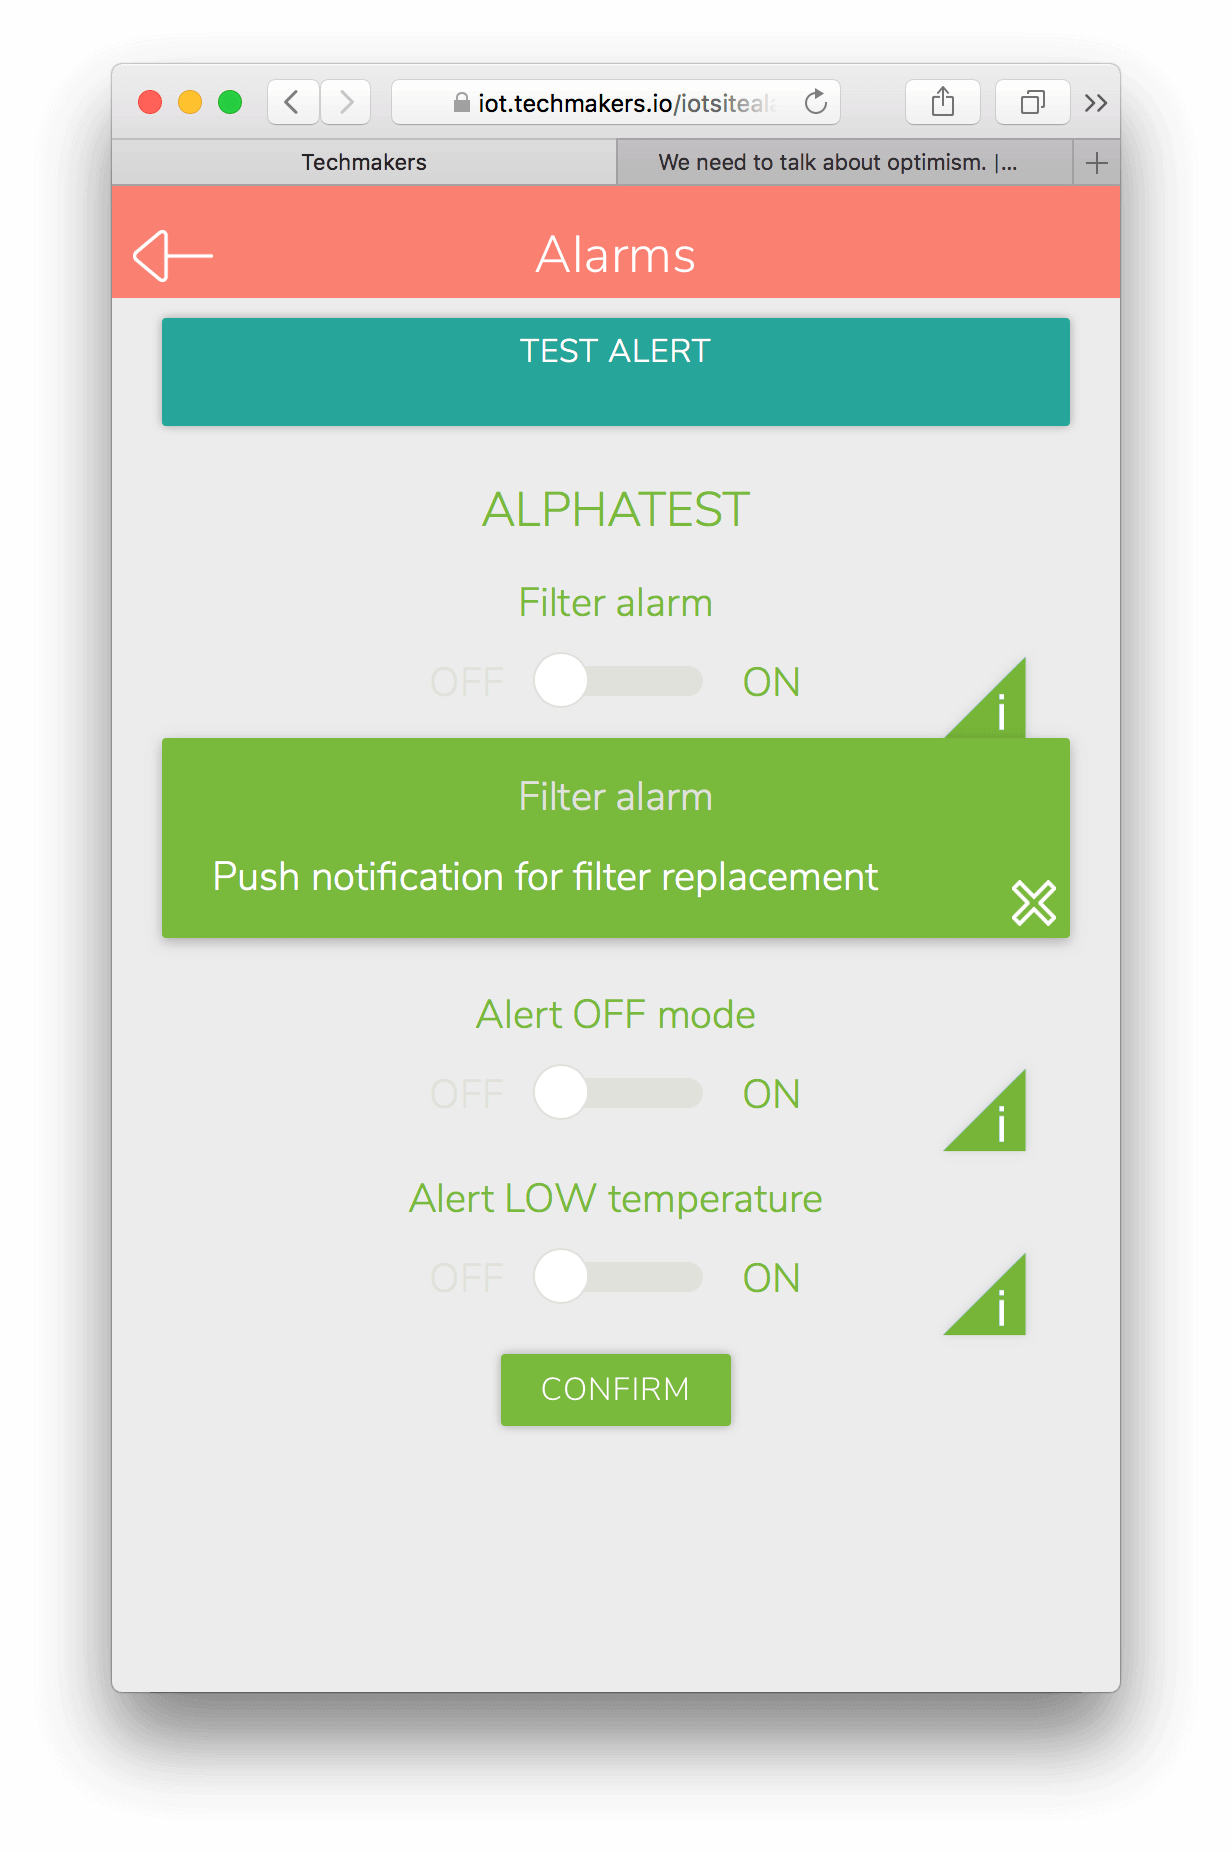 iot.techmakers.io/iotsiteala
Techmakers
We need to talk about optimism. |...
Alarms
TEST ALERT
ALPHATEST
Filter alarm
OFF ON
i
Filter alarm
Push notification for filter replacement
Alert OFF mode
OFF ON
i
Alert LOW temperature
OFF ON
i
CONFIRM